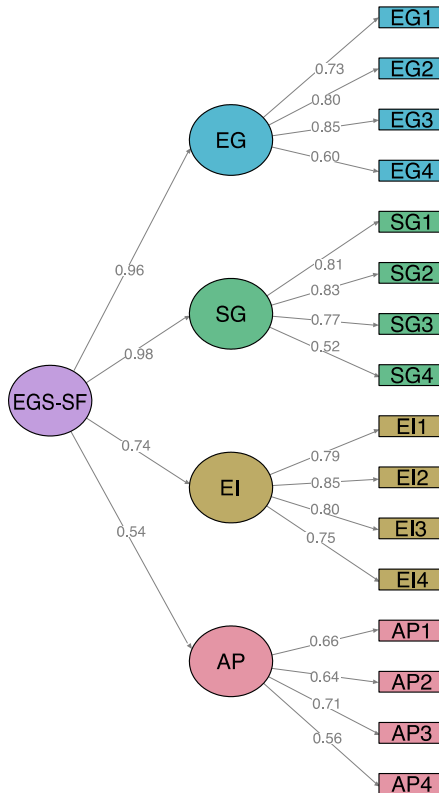 EG1
0.73
EG2
0.80
EG
0.85
EG3
0.60
EG4
0.96
SG1
0.81
SG2
0.83
SG
0.77
SG3
0.98
0.52
SG4
EGS-SF
EI1
0.74
0.79
EI2
0.85
EI
0.80
EI3
0.75
EI4
0.54
AP1
0.66
AP
0.64
AP2
0.71
AP3
0.56
AP4